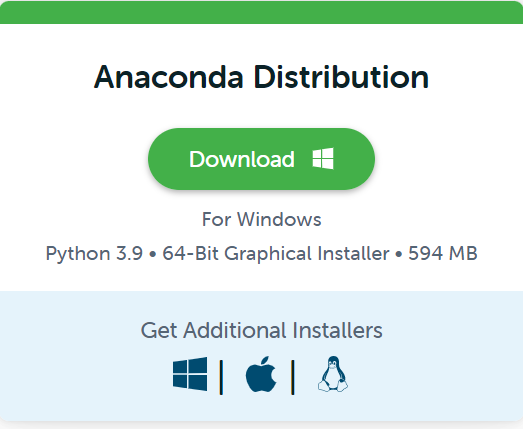 Anaconda Distribution
Download
For Windows
Python 3.9 • 64-Bit Graphical Installer • 594 MB
Get Additional Installers